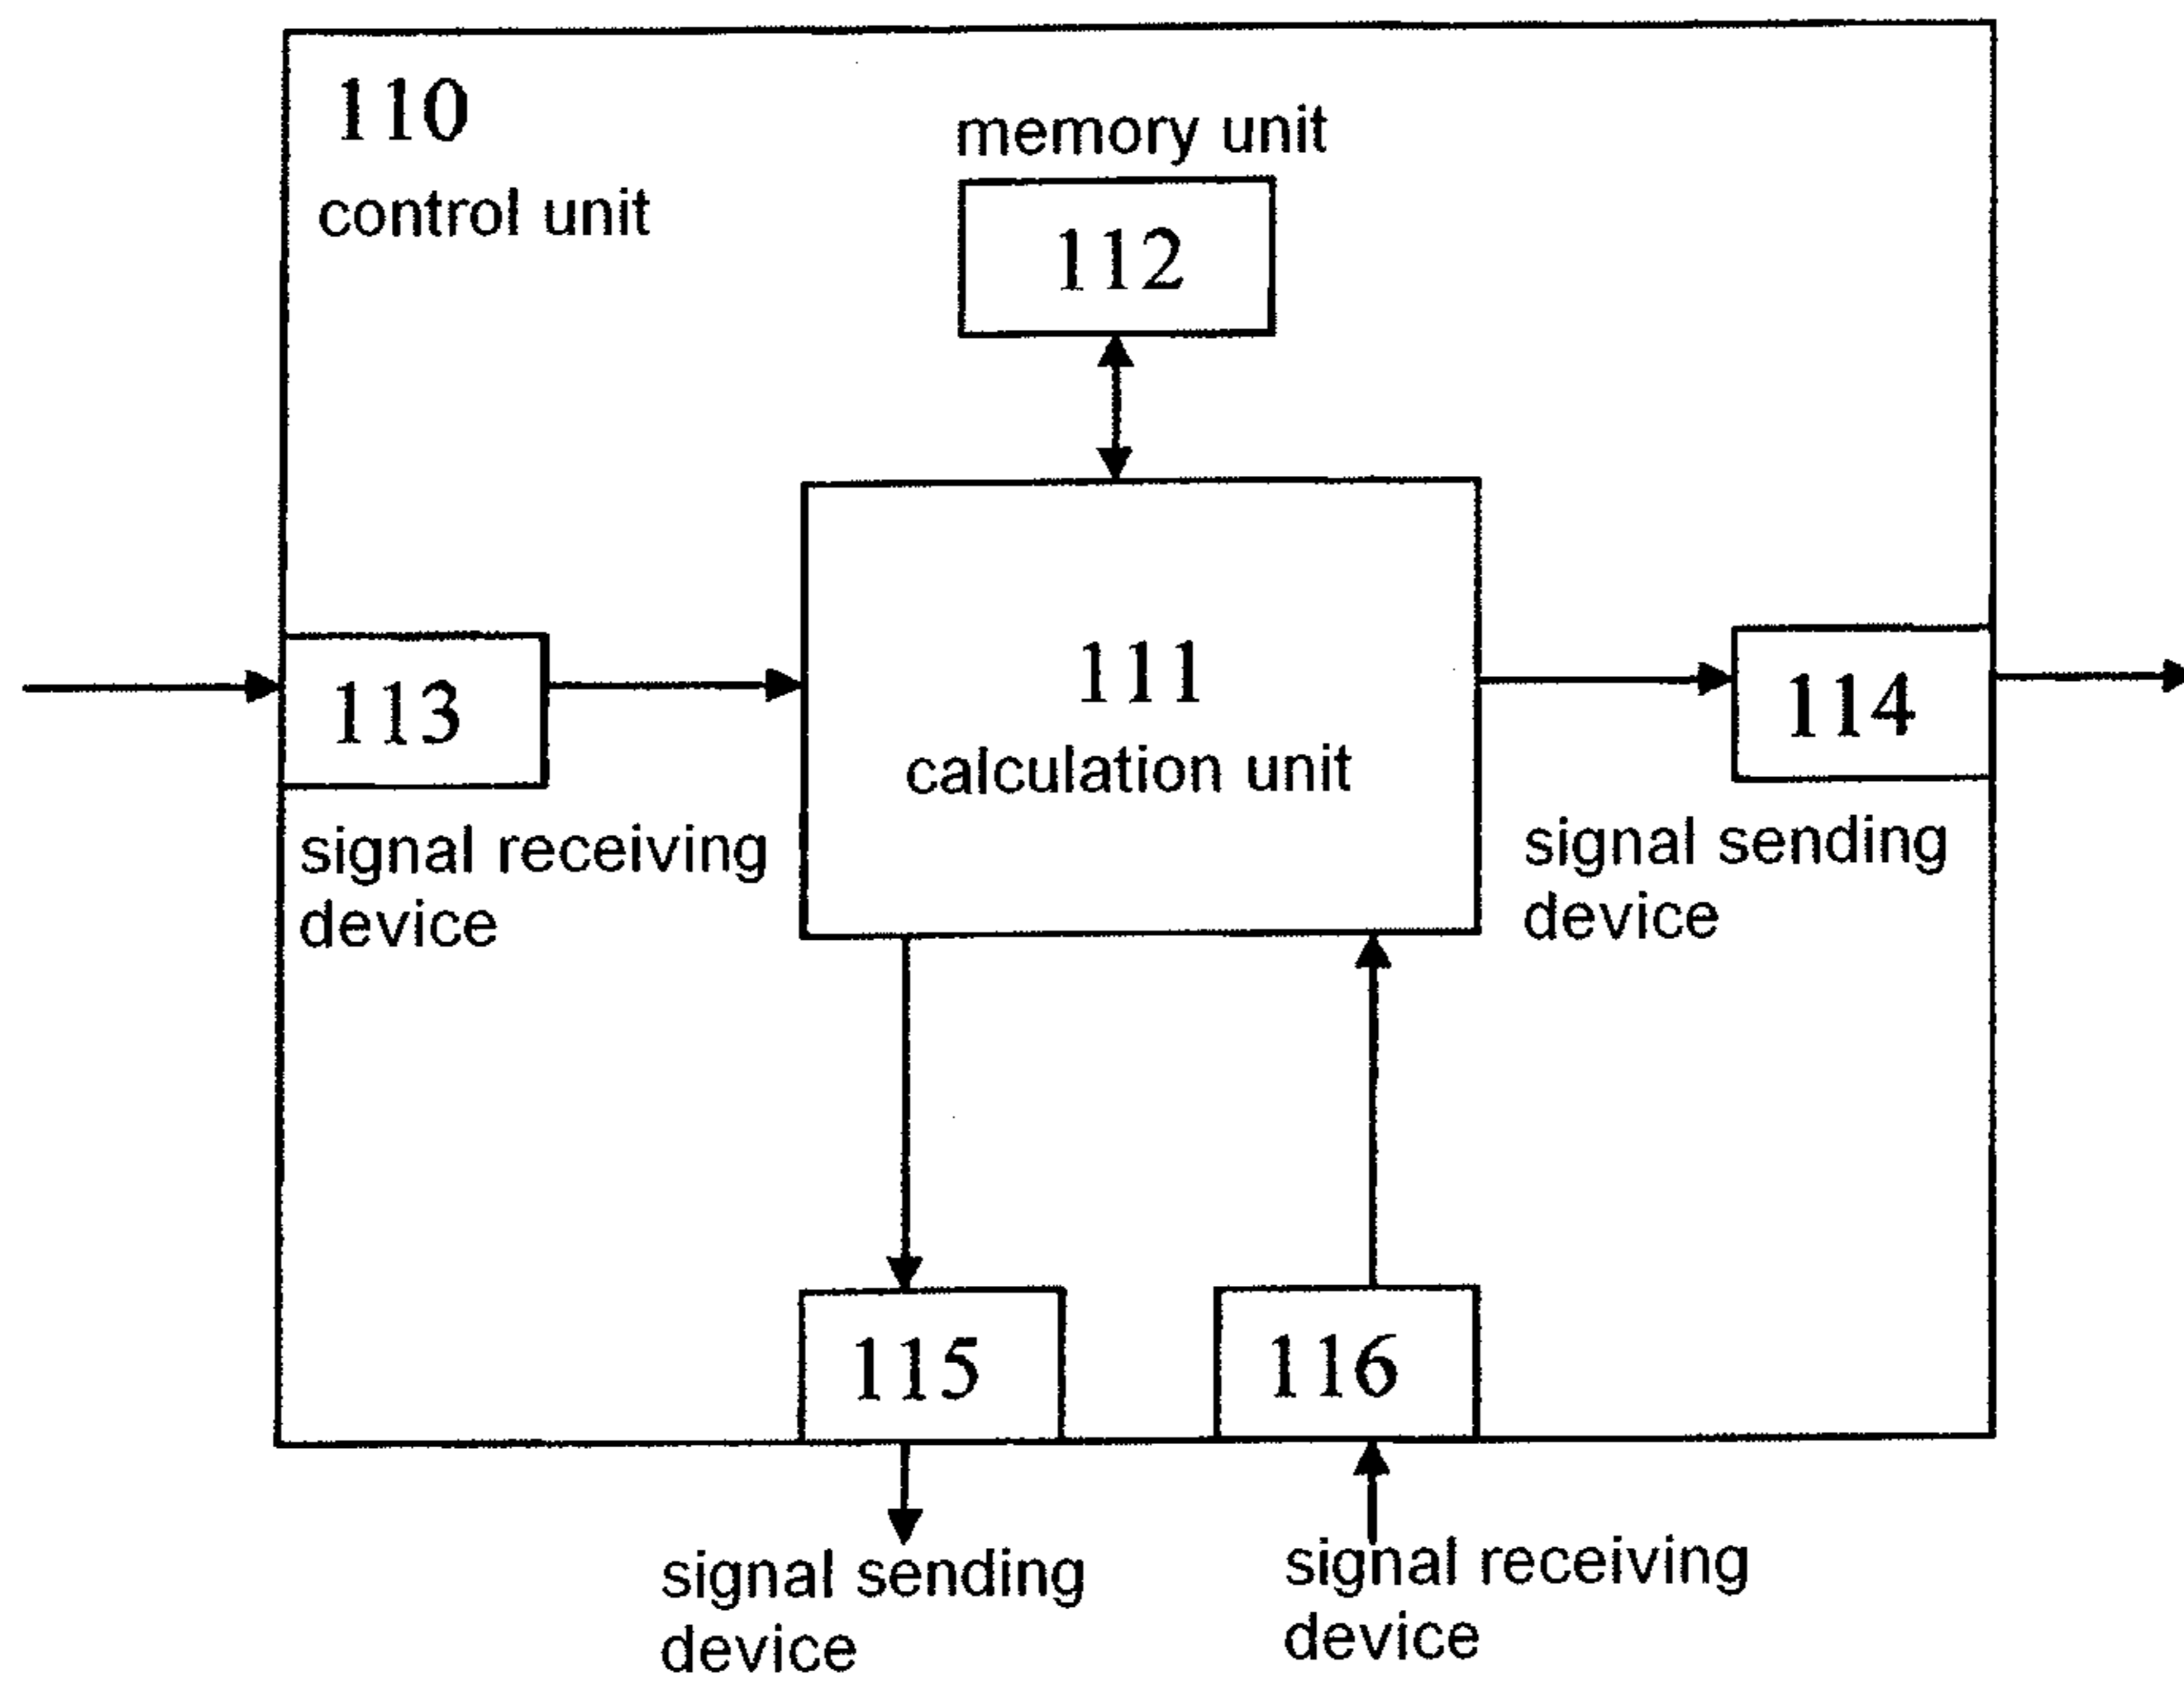 110
control unit
memory unit
112
113
signal receiving
device
111
calculation unit
114
signal sending
device
115
116
signal sending
device
signal receiving
device